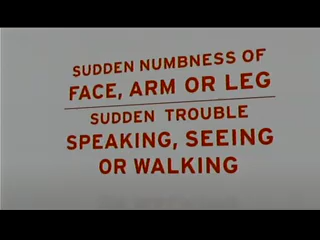 SUDDEN NUMBNESS OF
FACE, ARM OR LEG
SUDDEN TROUBLE
SPEAKING, SEEING
OR WALKING